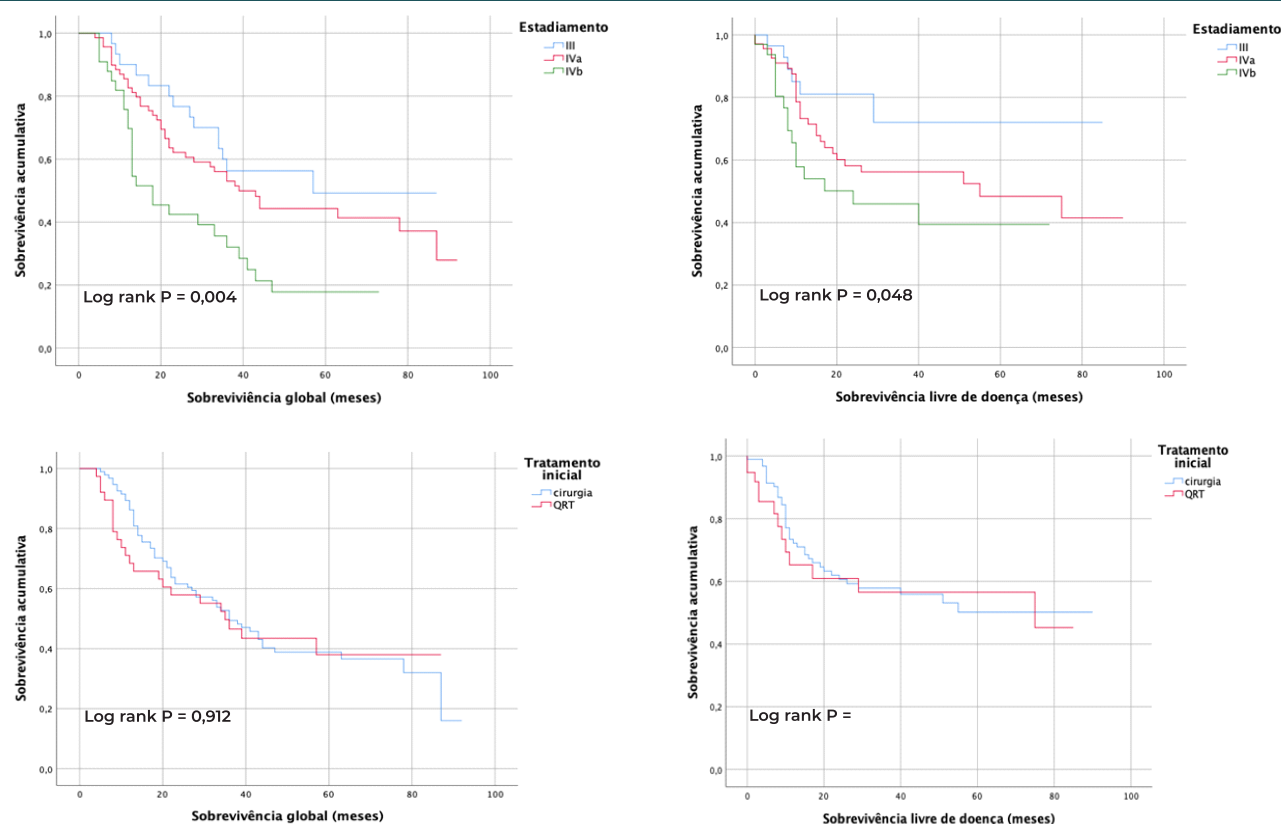 Estadiamento
III
IVa
IVb
1,0
0,8
0,6
0,4
0,2
0,0
Sobrevivência acumulativa
Log rank P = 0,004
0 20 40 60 80 100
Sobreviviência global (meses)
Estadiamento
III
IVa
IVb
1,0
0,8
0,6
0,4
0,2
0,0
Sobrevivência acumulativa
Log rank P = 0,048
0 20 40 60 80 100
Sobrevivência livre de doença (meses)
Tratamento
inicial
cirurgia
QRT
1,0
0,8
0,6
0,4
0,2
0,0
Sobrevivência acumulativa
Log rank P = 0,912
0 20 40 60 80 100
Sobrevivência global (meses)
Tratamento
inicial
cirurgia
QRT
1,0
0,8
0,6
0,4
0,2
0,0
Sobrevivência acumulativa
Log rank P =
0 20 40 60 80 100
Sobrevivência livre de doença (meses)